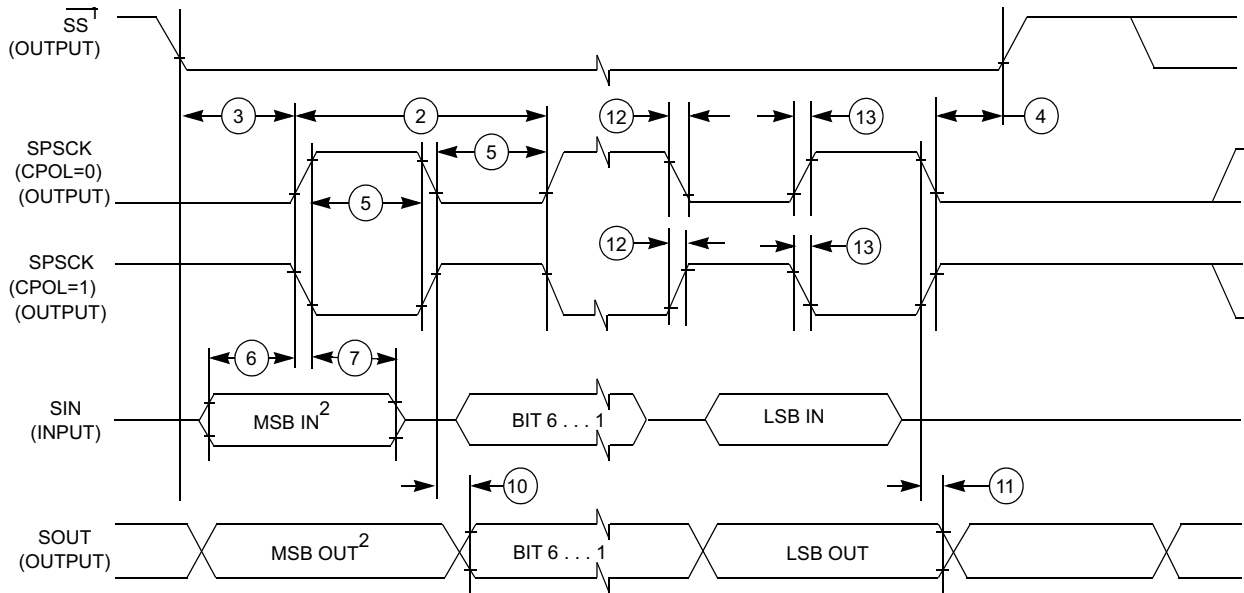 SS1
(OUTPUT)
3
2
12
13
4
SPSCK
(CPOL=0)
(OUTPUT)
5
5
12
13
SPSCK
(CPOL=1)
(OUTPUT)
6
7
SIN
(INPUT)
MSB IN2
BIT 6 . . . 1
LSB IN
10
11
SOUT
(OUTPUT)
MSB OUT2
BIT 6 . . . 1
LSB OUT